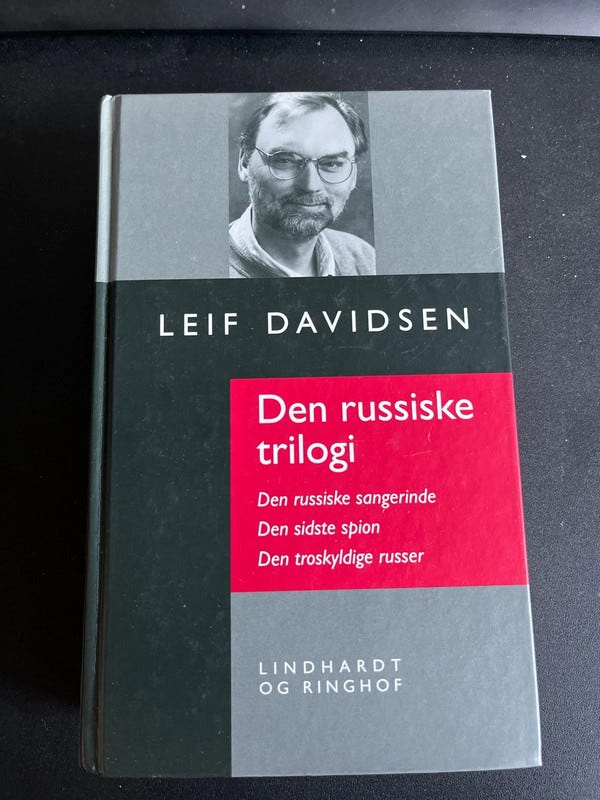 LEIF DAVIDSEN
Den russiske
trilogi
Den russiske sangerinde
Den sidste spion
Den troskyldige russer
LINDHARDT
OG RINGHOF